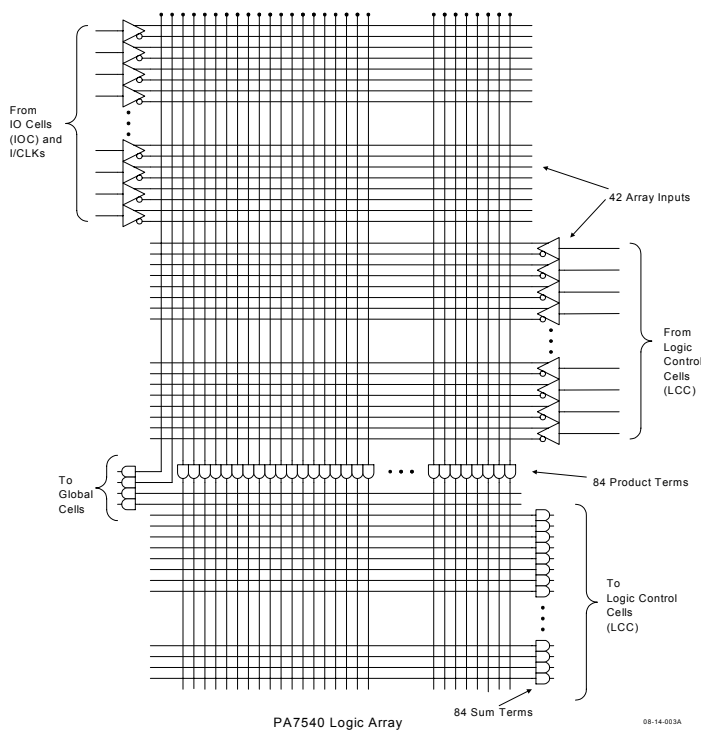 From
IO Cells
(IOC) and
I/CLKs
42 Array Inputs
From
Logic
Control
Cells
(LCC)
To
Global
Cells
84 Product Terms
To
Logic Control
Cells
(LCC)
84 Sum Terms
PA7540 Logic Array
08-14-003A